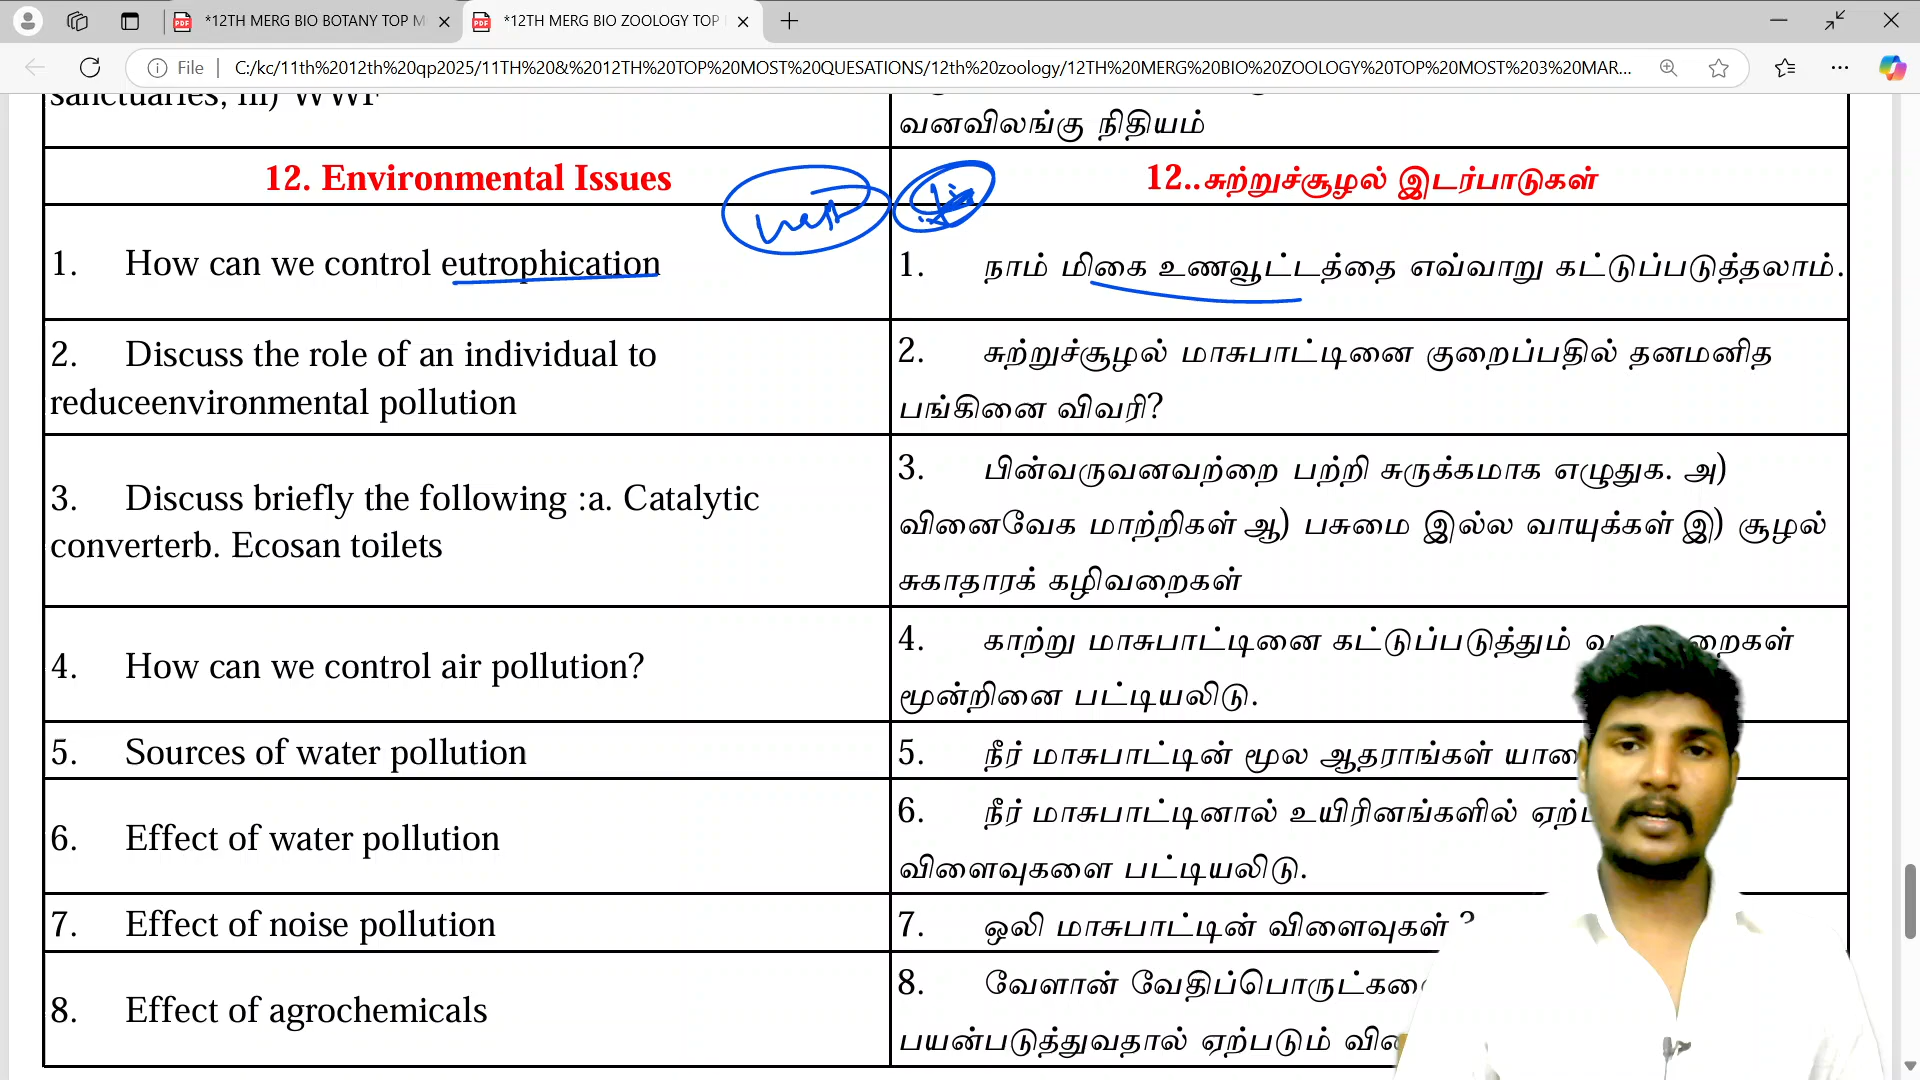 *12TH MERG BIO BOTANY TOP M
*12TH MERG BIO ZOOLOGY TOP
File
C:/kc/11th%2012th%20qp2025/11TH%20&%2012TH%20TOP%20MOST%20QUESATIONS/12th%20zoology/12TH%20MERG%20BIO%20ZOOLOGY%20TOP%20MOST%203%20MAR...
sanctuaries, iii) WWF
வனவிலங்கு நிதியம்
12. Environmental Issues
12..சுற்றுச்சூழல் இடர்பாடுகள்
1. How can we control eutrophication
1. நாம் மிகை உணவூட்டத்தை எவ்வாறு கட்டுப்படுத்தலாம்.
2. Discuss the role of an individual to
reduceenvironmental pollution
2. சுற்றுச்சூழல் மாசுபாட்டினை குறைப்பதில் தனமனித
பங்கினை விவரி?
3. Discuss briefly the following :a. Catalytic
converterb. Ecosan toilets
3. பின்வருவனவற்றை பற்றி சுருக்கமாக எழுதுக. அ)
வினைவேக மாற்றிகள் ஆ) பசுமை இல்ல வாயுக்கள் இ) சூழல்
சுகாதாரக் கழிவறைகள்
4. How can we control air pollution?
4. காற்று மாசுபாட்டினை கட்டுப்படுத்தும்
மூன்றினை பட்டியலிடு.
5. Sources of water pollution
5. நீர் மாசுபாட்டின் மூல ஆதராங்கள்
6. Effect of water pollution
6. நீர் மாசுபாட்டினால் உயிரினங்களில்
விளைவுகளை பட்டியலிடு.
7. Effect of noise pollution
7. ஒலி மாசுபாட்டின் விளைவுகள் ?
8. Effect of agrochemicals
8. வேளான்
பயன்படுத்துவதால் ஏற்படும்